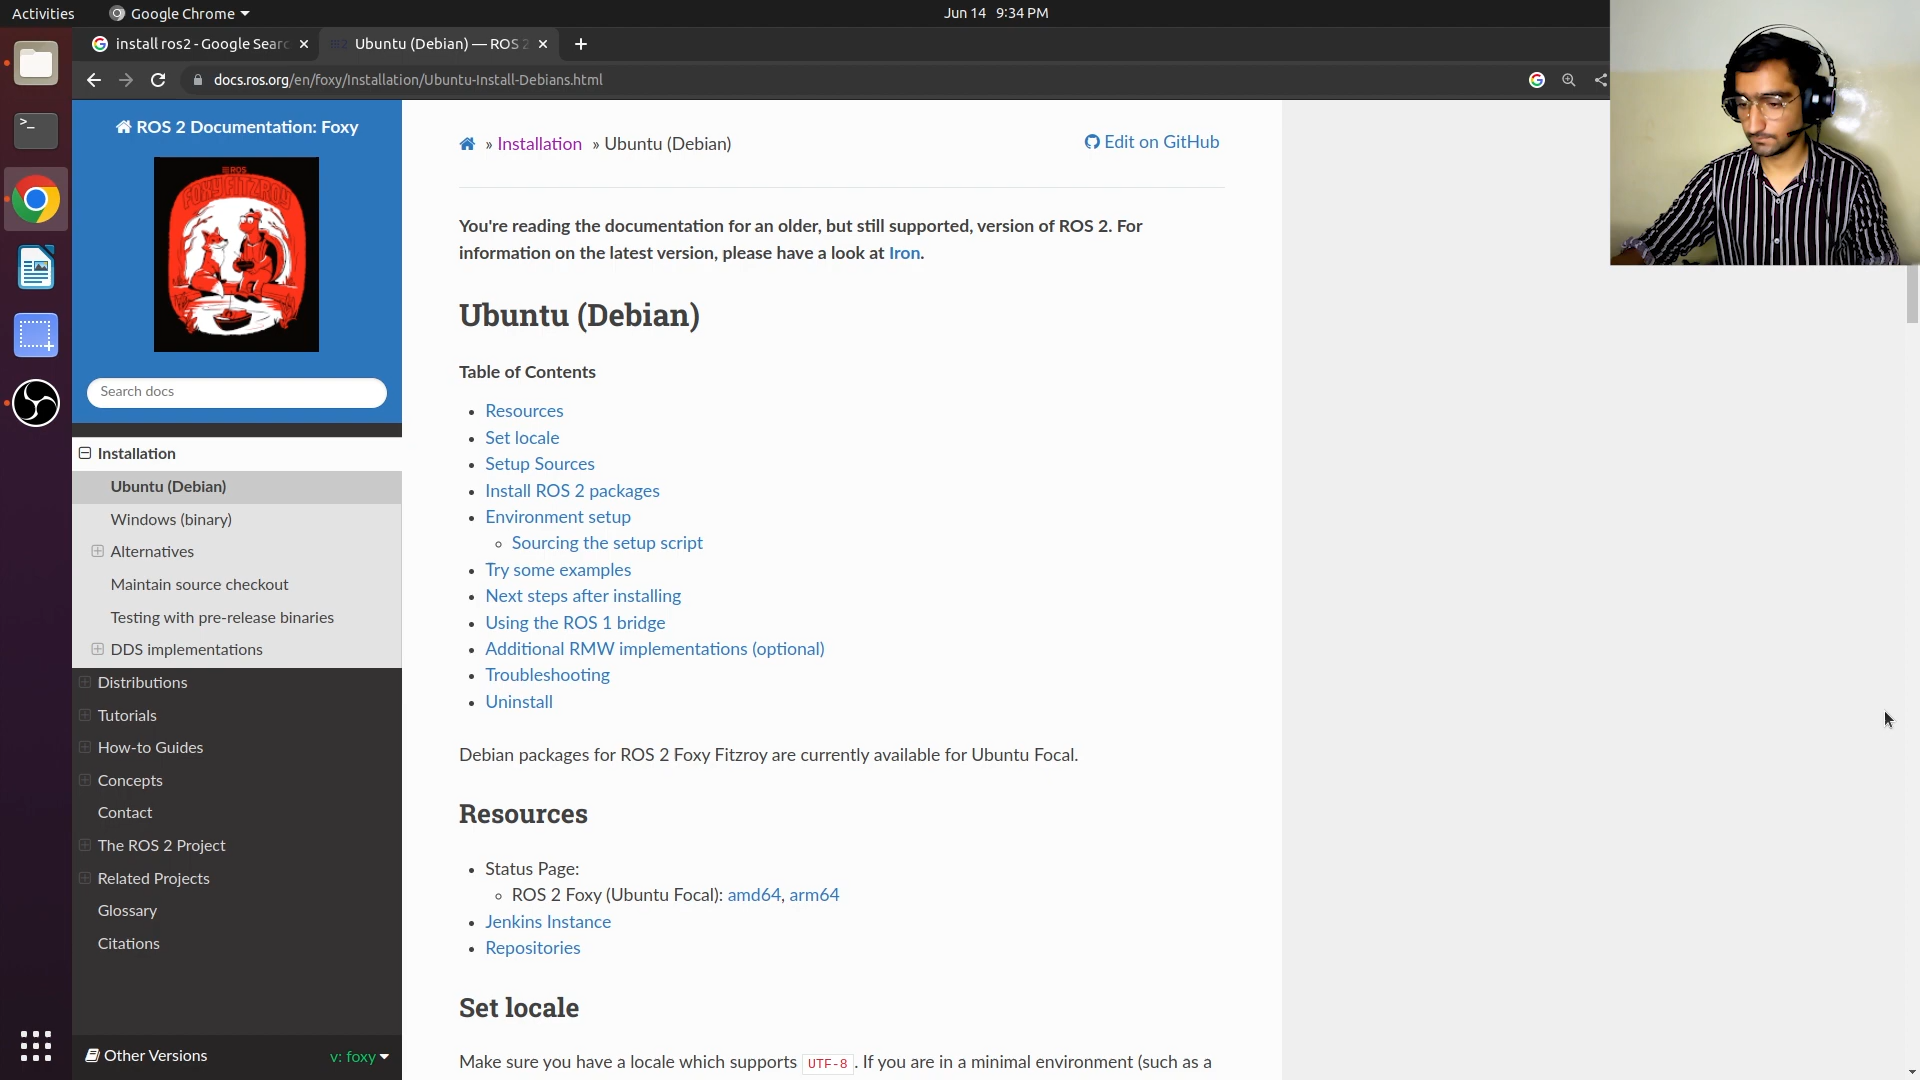 Activities
Google Chrome
Jun 14 9:34 PM
install ros2 - Google Searc
Ubuntu (Debian) — ROS 2
docs.ros.org/en/foxy/Installation/Ubuntu-Install-Debians.html
ROS 2 Documentation: Foxy
ROS
FOXY FITZROY
Search docs
Installation
Ubuntu (Debian)
Windows (binary)
Alternatives
Maintain source checkout
Testing with pre-release binaries
DDS implementations
Distributions
Tutorials
How-to Guides
Concepts
Contact
The ROS 2 Project
Related Projects
Glossary
Citations
Other Versions
v: foxy
» Installation » Ubuntu (Debian)
Edit on GitHub
You're reading the documentation for an older, but still supported, version of ROS 2. For
information on the latest version, please have a look at Iron.
Ubuntu (Debian)
Table of Contents
• Resources
• Set locale
• Setup Sources
• Install ROS 2 packages
• Environment setup
◦ Sourcing the setup script
• Try some examples
• Next steps after installing
• Using the ROS 1 bridge
• Additional RMW implementations (optional)
• Troubleshooting
• Uninstall
Debian packages for ROS 2 Foxy Fitzroy are currently available for Ubuntu Focal.
Resources
• Status Page:
◦ ROS 2 Foxy (Ubuntu Focal): amd64, arm64
• Jenkins Instance
• Repositories
Set locale
Make sure you have a locale which supports UTF-8. If you are in a minimal environment (such as a